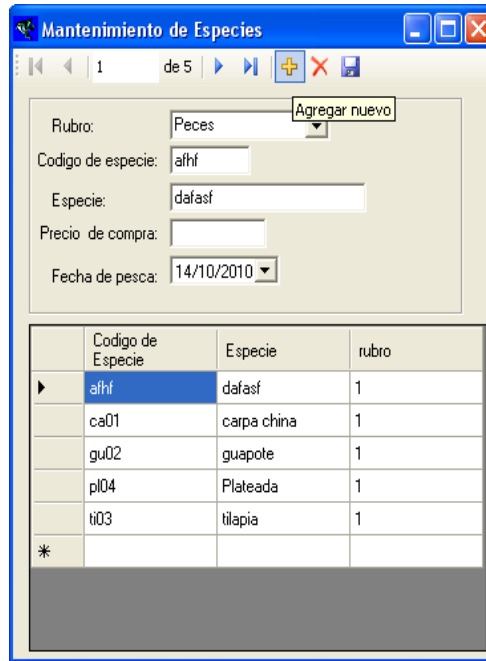 Mantenimiento de Especies
1 de 5
Agregar nuevo
Rubro: Peces
Codigo de especie: afhf
Especie: dafasf
Precio de compra:
Fecha de pesca: 14/10/2010
Codigo de Especie Especie rubro
afhf dafasf 1
ca01 carpa china 1
gu02 guapote 1
pl04 Plateada 1
ti03 tilapia 1